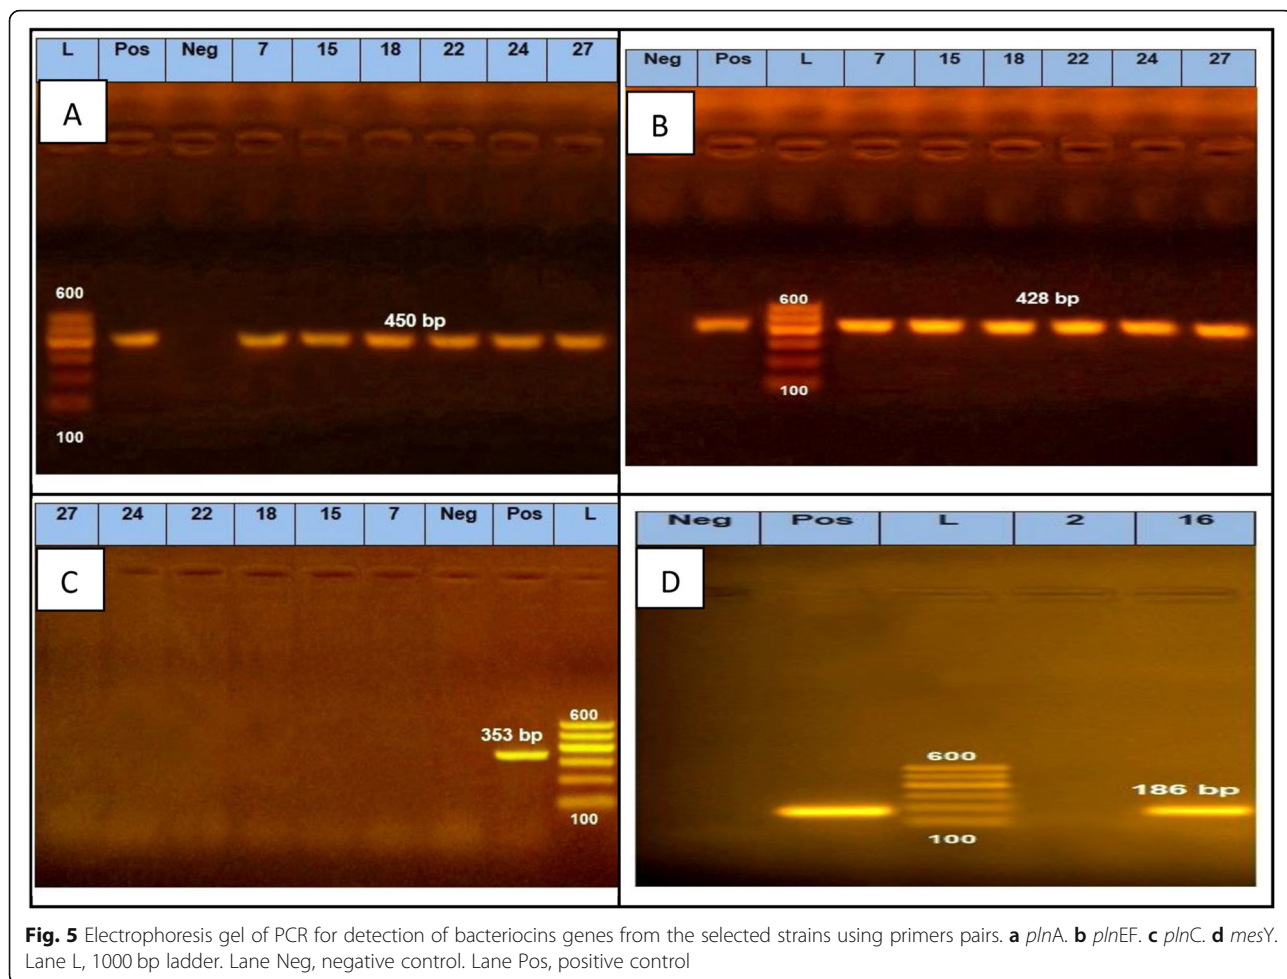 L Pos Neg 7 15 18 22 24 27
A
600
450 bp
100
Neg Pos L 7 15 18 22 24 27
B
600
428 bp
100
27 24 22 18 15 7 Neg Pos L
C
600
353 bp
100
Neg Pos L 2 16
D
600
186 bp
100
Fig. 5 Electrophoresis gel of PCR for detection of bacteriocins genes from the selected strains using primers pairs. a plnA. b plnEF. c plnC. d mesY.
Lane L, 1000 bp ladder. Lane Neg, negative control. Lane Pos, positive control